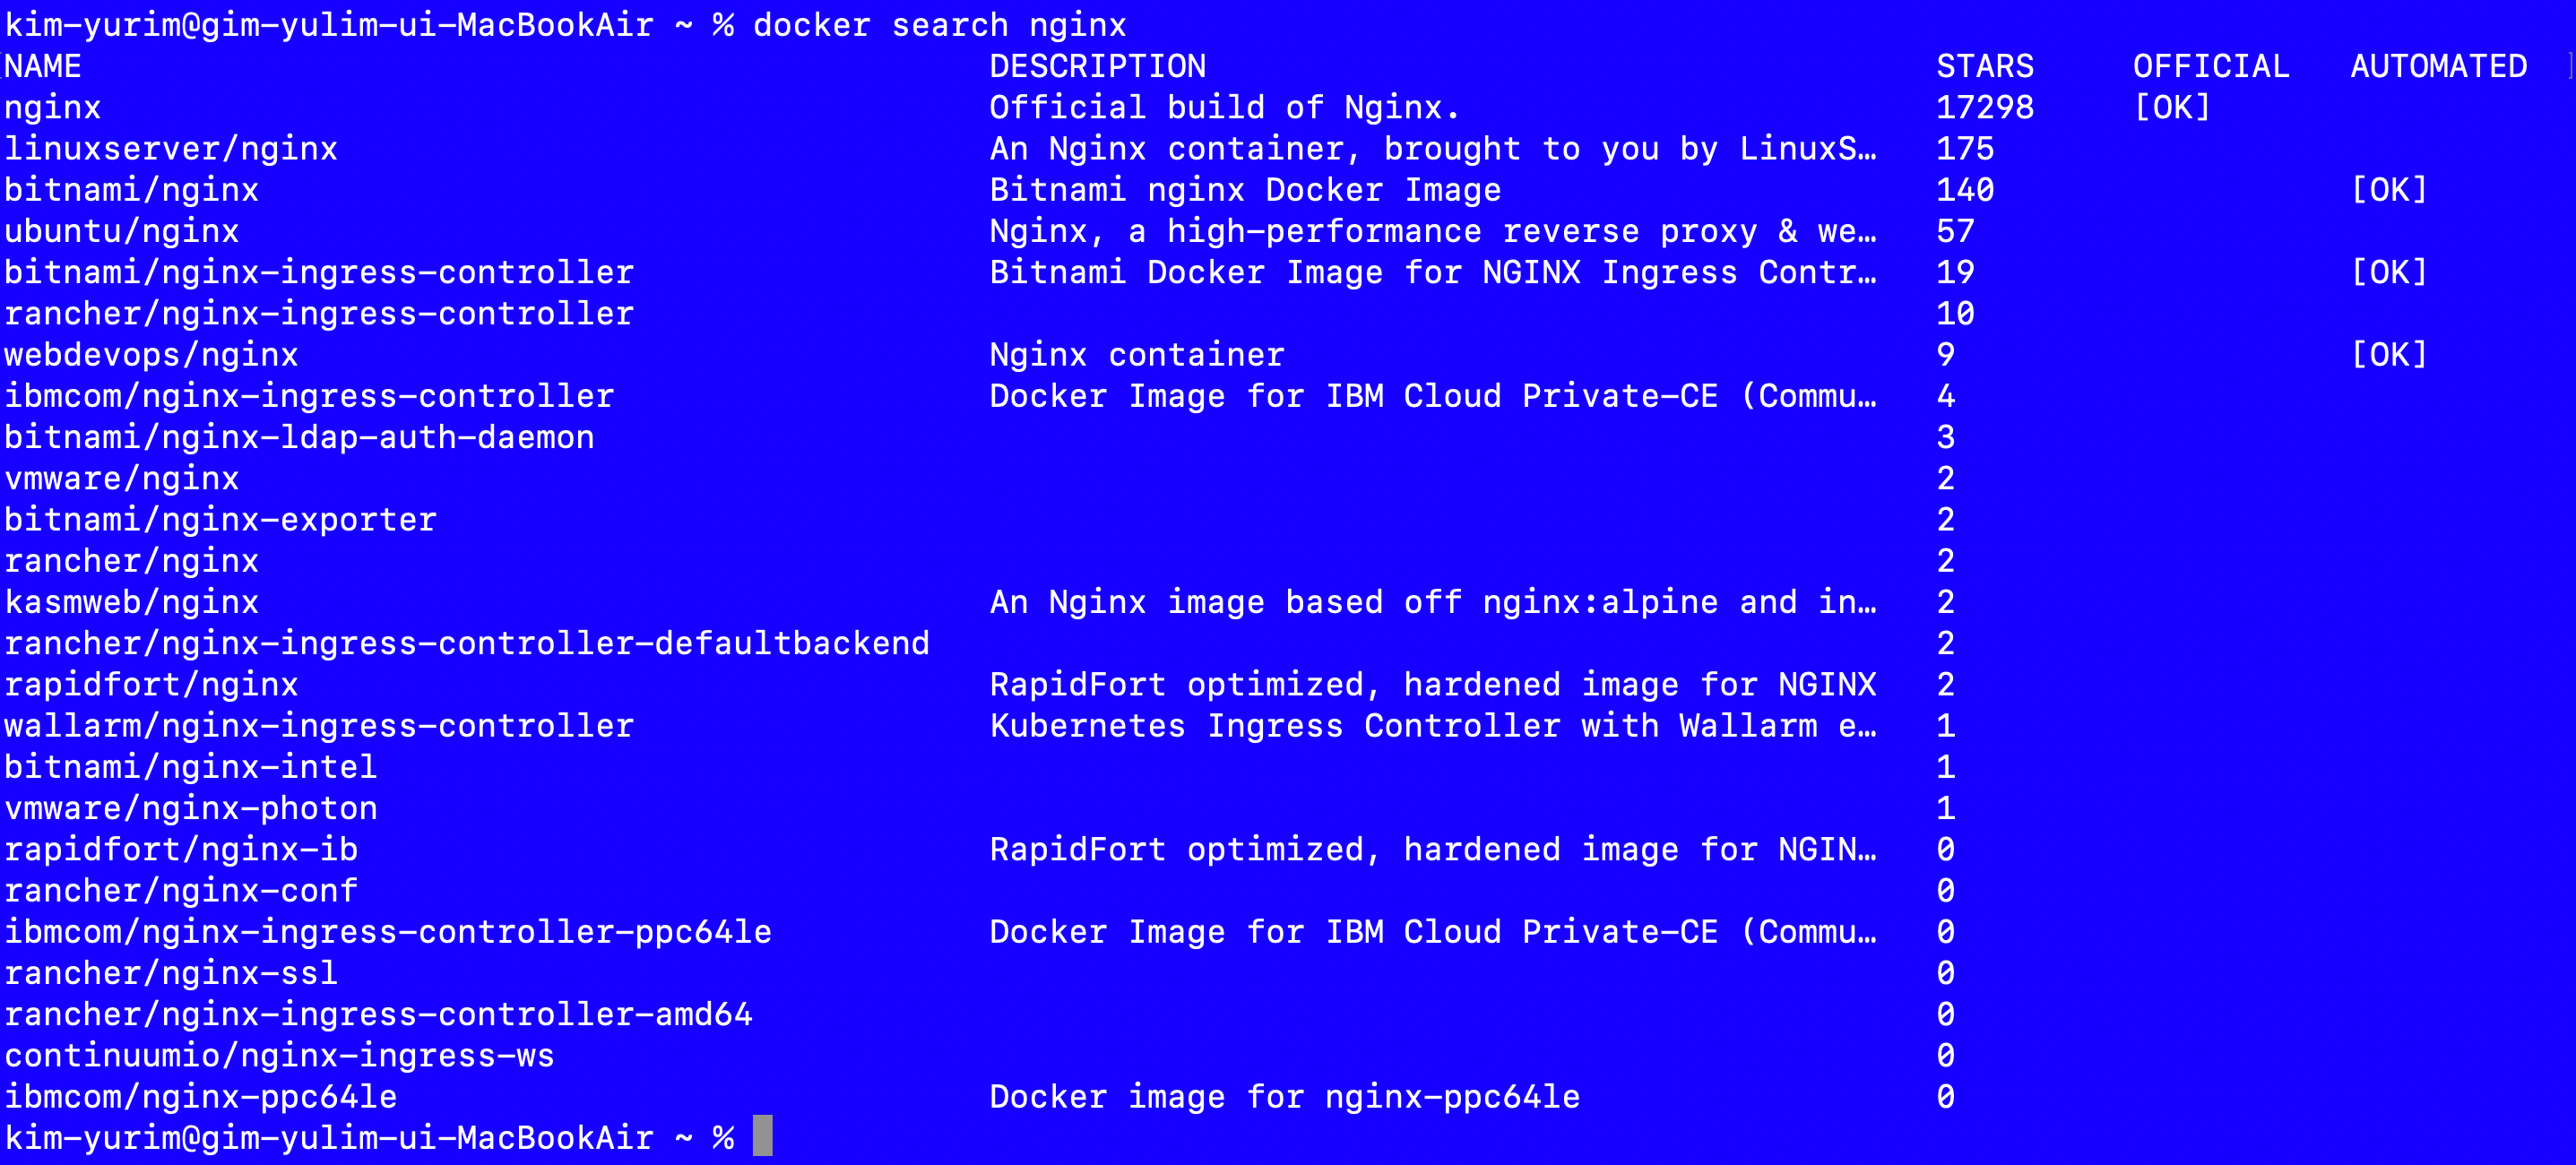 kim-yurim@gim-yulim-ui-MacBookAir ~ % docker search nginx
NAME DESCRIPTION STARS OFFICIAL AUTOMATED
nginx Official build of Nginx. 17298 [OK]
linuxserver/nginx An Nginx container, brought to you by LinuxS… 175
bitnami/nginx Bitnami nginx Docker Image 140 [OK]
ubuntu/nginx Nginx, a high-performance reverse proxy & we… 57
bitnami/nginx-ingress-controller Bitnami Docker Image for NGINX Ingress Contr… 19 [OK]
rancher/nginx-ingress-controller 10
webdevops/nginx Nginx container 9 [OK]
ibmcom/nginx-ingress-controller Docker Image for IBM Cloud Private-CE (Commu… 4
bitnami/nginx-ldap-auth-daemon 3
vmware/nginx 2
bitnami/nginx-exporter 2
rancher/nginx 2
kasmweb/nginx An Nginx image based off nginx:alpine and in… 2
rancher/nginx-ingress-controller-defaultbackend 2
rapidfort/nginx RapidFort optimized, hardened image for NGINX 2
wallarm/nginx-ingress-controller Kubernetes Ingress Controller with Wallarm e… 1
bitnami/nginx-intel 1
vmware/nginx-photon 1
rapidfort/nginx-ib RapidFort optimized, hardened image for NGIN… 0
rancher/nginx-conf 0
ibmcom/nginx-ingress-controller-ppc64le Docker Image for IBM Cloud Private-CE (Commu… 0
rancher/nginx-ssl 0
rancher/nginx-ingress-controller-amd64 0
continuumio/nginx-ingress-ws 0
ibmcom/nginx-ppc64le Docker image for nginx-ppc64le 0
kim-yurim@gim-yulim-ui-MacBookAir ~ %